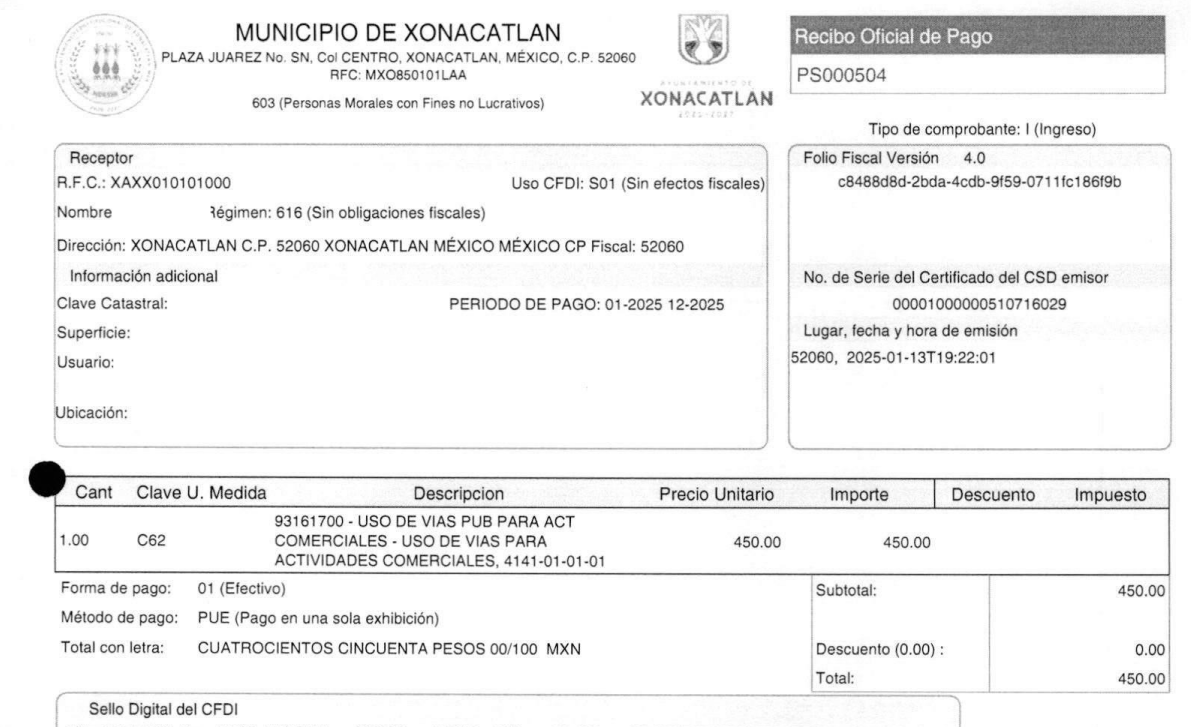 MUNICIPIO DE XONACATLAN
PLAZA JUAREZ No. SN, Col CENTRO, XONACATLAN, MÉXICO, C.P. 52060
RFC: MXO850101LAA
603 (Personas Morales con Fines no Lucrativos)
AYUNTAMIENTO DE
XONACATLAN
2025-2027
Recibo Oficial de Pago
PS000504
Tipo de comprobante: I (Ingreso)
Receptor
R.F.C.: XAXX010101000 Uso CFDI: S01 (Sin efectos fiscales)
Nombre Régimen: 616 (Sin obligaciones fiscales)
Dirección: XONACATLAN C.P. 52060 XONACATLAN MÉXICO MÉXICO CP Fiscal: 52060
Información adicional
Clave Catastral: PERIODO DE PAGO: 01-2025 12-2025
Superficie:
Usuario:
Ubicación:
Folio Fiscal Versión 4.0
c8488d8d-2bda-4cdb-9f59-0711fc186f9b
No. de Serie del Certificado del CSD emisor
00001000000510716029
Lugar, fecha y hora de emisión
52060, 2025-01-13T19:22:01
Cant Clave U. Medida Descripcion Precio Unitario Importe Descuento Impuesto
93161700 - USO DE VIAS PUB PARA ACT
1.00 C62 COMERCIALES - USO DE VIAS PARA 450.00 450.00
ACTIVIDADES COMERCIALES, 4141-01-01-01
Forma de pago: 01 (Efectivo) Subtotal: 450.00
Método de pago: PUE (Pago en una sola exhibición)
Total con letra: CUATROCIENTOS CINCUENTA PESOS 00/100 MXN Descuento (0.00) : 0.00
Total: 450.00
Sello Digital del CFDI